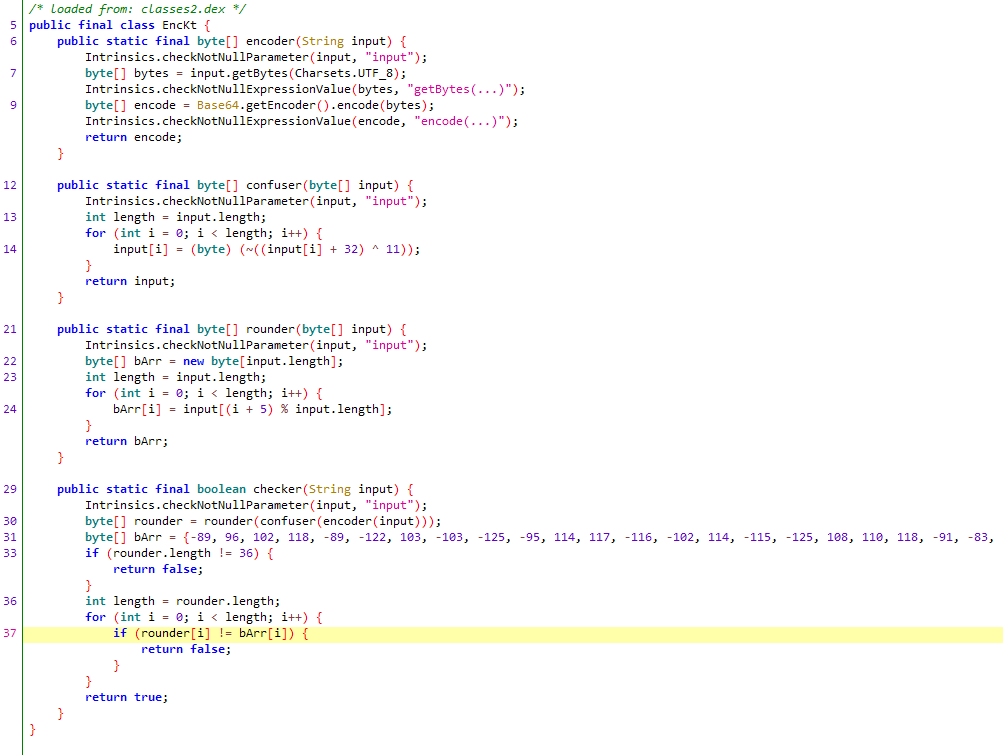 /* loaded from: classes2.dex */
5 public final class EncKt {
6 public static final byte[] encoder(String input) {
Intrinsics.checkNotNullParameter(input, "input");
7 byte[] bytes = input.getBytes(Charsets.UTF_8);
Intrinsics.checkNotNullExpressionValue(bytes, "getBytes(...)");
9 byte[] encode = Base64.getEncoder().encode(bytes);
Intrinsics.checkNotNullExpressionValue(encode, "encode(...)");
return encode;
}
12 public static final byte[] confuser(byte[] input) {
Intrinsics.checkNotNullParameter(input, "input");
13 int length = input.length;
for (int i = 0; i < length; i++) {
14 input[i] = (byte) (~((input[i] + 32) ^ 11));
}
return input;
}
21 public static final byte[] rounder(byte[] input) {
Intrinsics.checkNotNullParameter(input, "input");
22 byte[] bArr = new byte[input.length];
23 int length = input.length;
for (int i = 0; i < length; i++) {
24 bArr[i] = input[(i + 5) % input.length];
}
return bArr;
}
29 public static final boolean checker(String input) {
Intrinsics.checkNotNullParameter(input, "input");
30 byte[] rounder = rounder(confuser(encoder(input)));
31 byte[] bArr = {-89, 96, 102, 118, -89, -122, 103, -103, -125, -95, 114, 117, -116, -102, 114, -115, -125, 108, 110, 118, -91, -83,
33 if (rounder.length != 36) {
return false;
}
36 int length = rounder.length;
for (int i = 0; i < length; i++) {
37 if (rounder[i] != bArr[i]) {
return false;
}
}
return true;
}
}